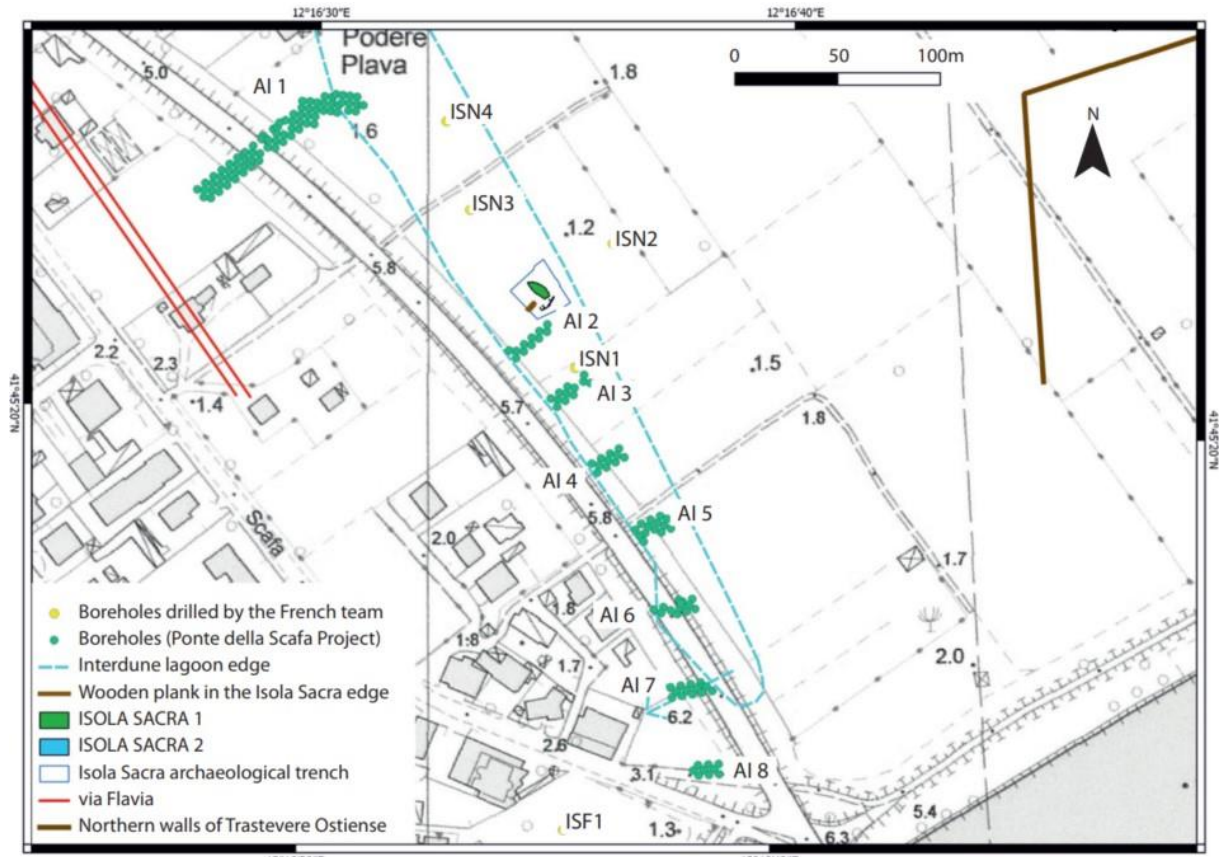 12°16'30"E
12°16'40"E
Podere
Plava
0 50 100m
5.0
AI 1
1.8
1.6
ISN4
N
ISN3
1.2
ISN2
5.8
AI 2
2.2
2.3
ISN1
1.5
1.4
5.7
AI 3
1.8
41°45'20"N
41°45'20"N
AI 4
Scafa
5.8
AI 5
2.0
1.7
1.8
AI 6
1.8
1.7
2.0
AI 7
6.2
2.6
3.1
AI 8
5.4
ISF1
1.3
6.3
Boreholes drilled by the French team
Boreholes (Ponte della Scafa Project)
Interdune lagoon edge
Wooden plank in the Isola Sacra edge
ISOLA SACRA 1
ISOLA SACRA 2
Isola Sacra archaeological trench
via Flavia
Northern walls of Trastevere Ostiense